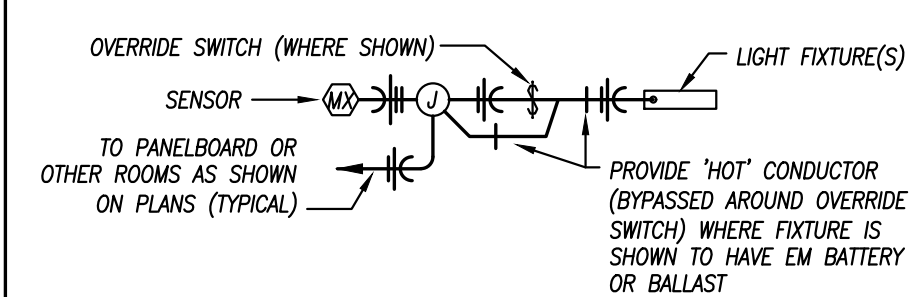 OVERRIDE SWITCH (WHERE SHOWN)
LIGHT FIXTURE(S)
SENSOR
MX
J
TO PANELBOARD OR
OTHER ROOMS AS SHOWN
ON PLANS (TYPICAL)
PROVIDE 'HOT' CONDUCTOR
(BYPASSED AROUND OVERRIDE
SWITCH) WHERE FIXTURE IS
SHOWN TO HAVE EM BATTERY
OR BALLAST